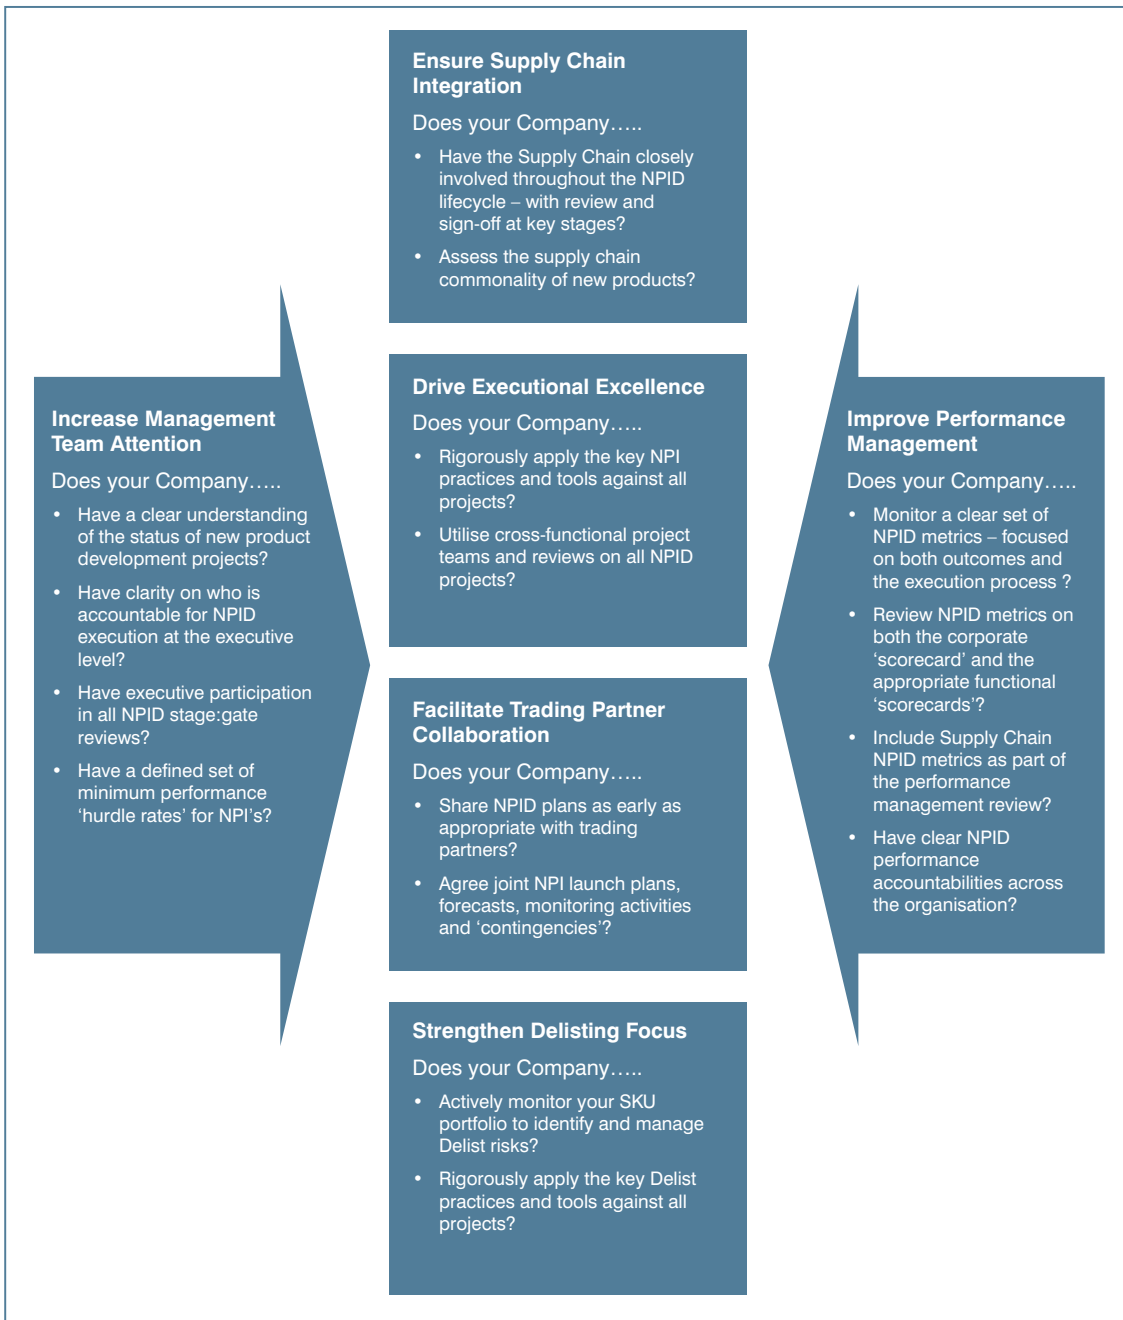 Ensure Supply Chain
Integration
Does your Company…..
• Have the Supply Chain closely
involved throughout the NPID
lifecycle – with review and
sign-off at key stages?
• Assess the supply chain
commonality of new products?
Increase Management
Team Attention
Does your Company…..
• Have a clear understanding
of the status of new product
development projects?
• Have clarity on who is
accountable for NPID
execution at the executive
level?
• Have executive participation
in all NPID stage:gate
reviews?
• Have a defined set of
minimum performance
‘hurdle rates’ for NPI’s?
Drive Executional Excellence
Does your Company…..
• Rigorously apply the key NPI
practices and tools against all
projects?
• Utilise cross-functional project
teams and reviews on all NPID
projects?
Facilitate Trading Partner
Collaboration
Does your Company…..
• Share NPID plans as early as
appropriate with trading
partners?
• Agree joint NPI launch plans,
forecasts, monitoring activities
and ‘contingencies’?
Strengthen Delisting Focus
Does your Company…..
• Actively monitor your SKU
portfolio to identify and manage
Delist risks?
• Rigorously apply the key Delist
practices and tools against all
projects?
Improve Performance
Management
Does your Company…..
• Monitor a clear set of
NPID metrics – focused
on both outcomes and
the execution process ?
• Review NPID metrics on
both the corporate
‘scorecard’ and the
appropriate functional
‘scorecards’?
• Include Supply Chain
NPID metrics as part of
the performance
management review?
• Have clear NPID
performance
accountabilities across
the organisation?